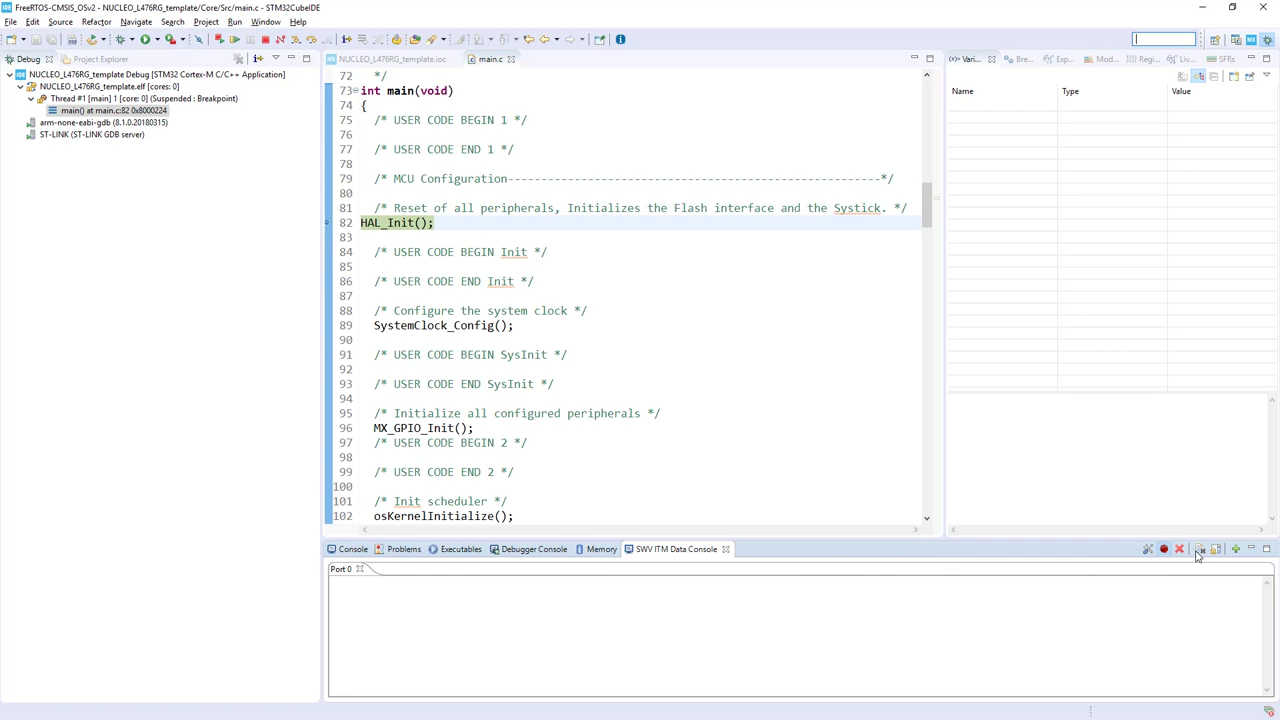 FreeRTOS-CMSIS_OSv2 - NUCLEO_L476RG_template/Core/Src/main.c - STM32CubeIDE
File Edit Source Refactor Navigate Search Project Run Window Help
Debug Project Explorer
NUCLEO_L476RG_template Debug [STM32 Cortex-M C/C++ Application]
NUCLEO_L476RG_template.elf [cores: 0]
Thread #1 [main] 1 [core: 0] (Suspended : Breakpoint)
main() at main.c:82 0x8000224
arm-none-eabi-gdb (8.1.0.20180315)
ST-LINK (ST-LINK GDB server)
NUCLEO_L476RG_template.ioc main.c
72 */
73 int main(void)
74 {
75 /* USER CODE BEGIN 1 */
76
77 /* USER CODE END 1 */
78
79 /* MCU Configuration--------------------------------------------------------*/
80
81 /* Reset of all peripherals, Initializes the Flash interface and the Systick. */
82 HAL_Init();
83
84 /* USER CODE BEGIN Init */
85
86 /* USER CODE END Init */
87
88 /* Configure the system clock */
89 SystemClock_Config();
90
91 /* USER CODE BEGIN SysInit */
92
93 /* USER CODE END SysInit */
94
95 /* Initialize all configured peripherals */
96 MX_GPIO_Init();
97 /* USER CODE BEGIN 2 */
98
99 /* USER CODE END 2 */
100
101 /* Init scheduler */
102 osKernelInitialize();
Vari... Bre... Exp... Mod... Regi... Live... SFRs
Name Type Value
Console Problems Executables Debugger Console Memory SWV ITM Data Console
Port 0